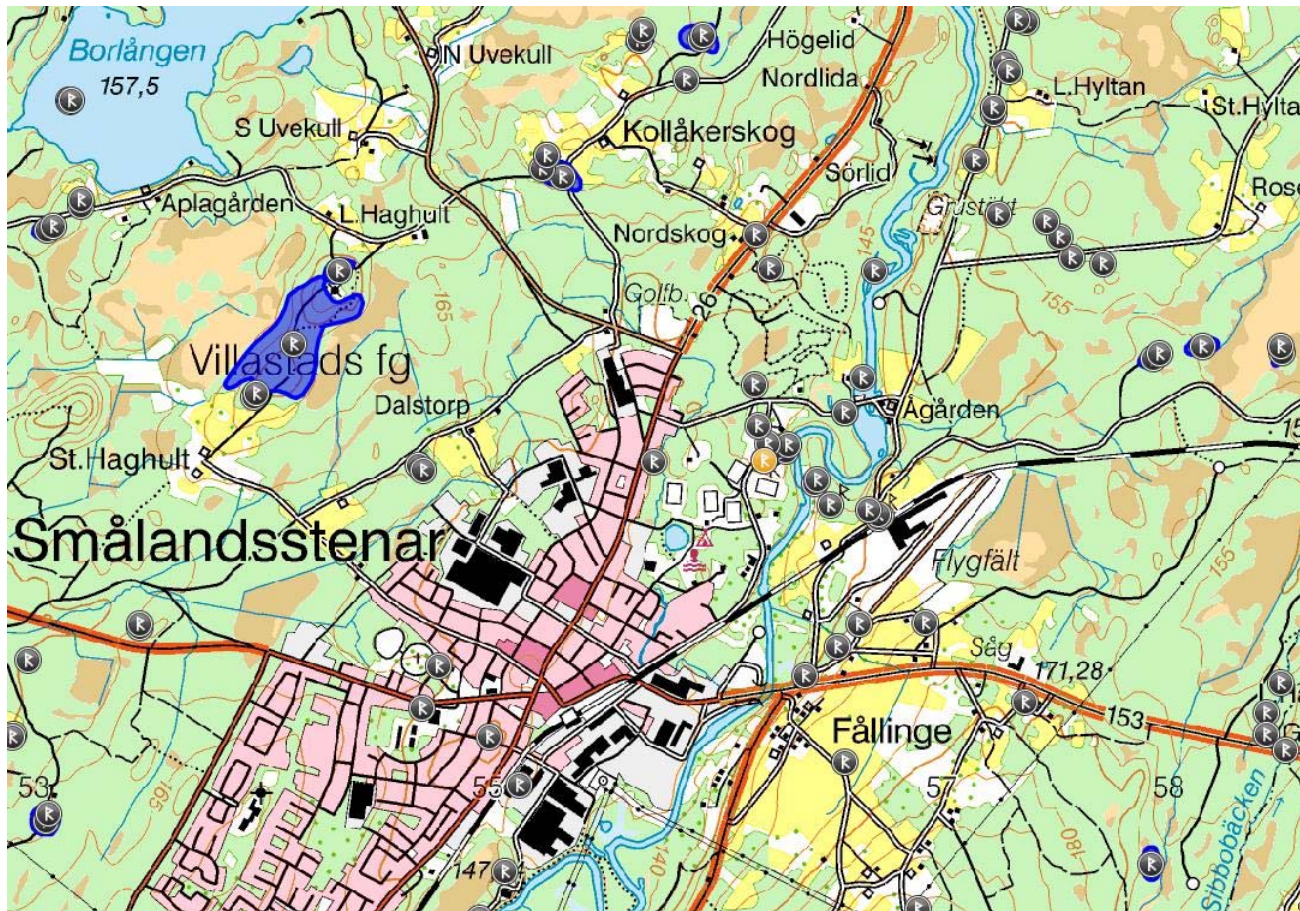 Borlången
157,5
N Uvekull
Högelid
Nordlida
L.Hyltan
St.Hylta
S Uvekull
Kollåkerskog
Sörlid
Aplagården
L.Haghult
Nordskog
Grustäkt
145
Rose
Golfb.
26
165
155
Villastads fg
Dalstorp
Ågården
St.Haghult
Smålandsstenar
Flygfält
155
Såg
171,28
153
Fållinge
53
55
57
58
165
140
180
147
Sibbobäcken